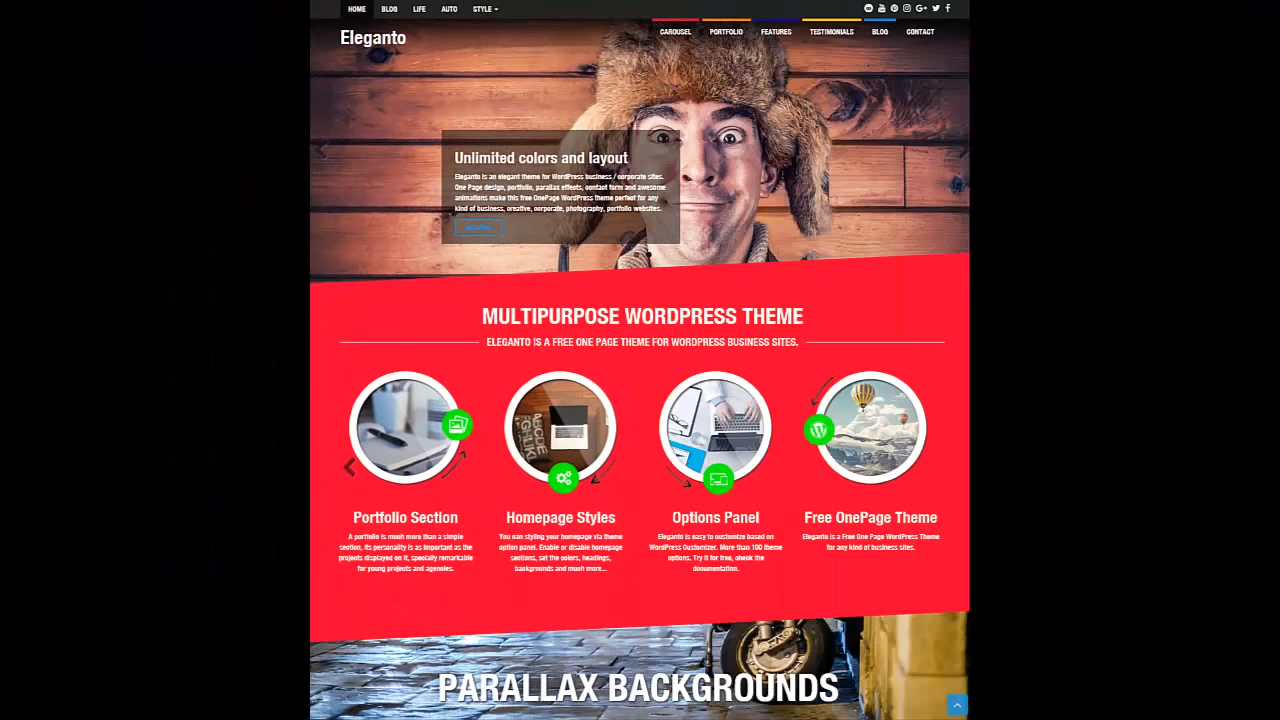 HOME BLOG LIFE AUTO STYLE
Eleganto
CAROUSEL PORTFOLIO FEATURES TESTIMONIALS BLOG CONTACT
Unlimited colors and layout
Eleganto is an elegant theme for WordPress business / corporate sites.
One Page design, portfolio, parallax effects, contact form and awesome
animations make this free OnePage WordPress theme perfect for any
kind of business, creative, corporate, photography, portfolio websites.
MULTIPURPOSE WORDPRESS THEME
ELEGANTO IS A FREE ONE PAGE THEME FOR WORDPRESS BUSINESS SITES.
Portfolio Section
A portfolio is much more than a simple
section, its personality is as important as the
projects displayed on it, specially remarkable
for young projects and agencies.
Homepage Styles
You can styling your homepage via theme
option panel. Enable or disable homepage
sections, set the colors, headings,
backgrounds and much more...
Options Panel
Eleganto is easy to customize based on
WordPress Customizer. More than 100 theme
options. Try it for free, check the
documentation.
Free OnePage Theme
Eleganto is a Free One Page WordPress Theme
for any kind of business sites.
PARALLAX BACKGROUNDS